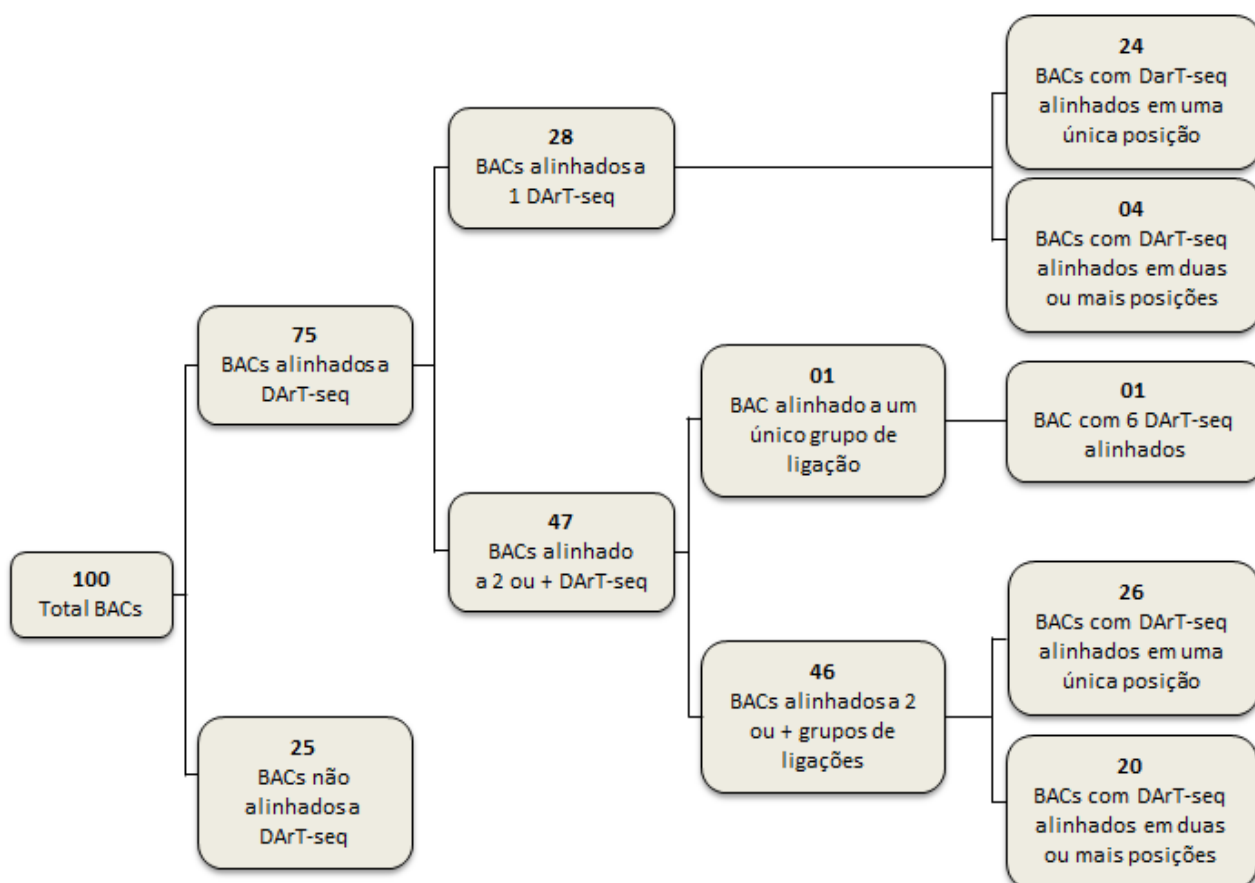 100
Total BACs
75
BACs alinhados a
DArT-seq
25
BACs não
alinhados a
DArT-seq
28
BACs alinhados a
1 DArT-seq
47
BACs alinhado
a 2 ou + DArT-seq
01
BAC alinhado a um
único grupo de
ligação
46
BACs alinhados a 2
ou + grupos de
ligações
24
BACs com DarT-seq
alinhados em uma
única posição
04
BACs com DArT-seq
alinhados em duas
ou mais posições
01
BAC com 6 DArT-seq
alinhados
26
BACs com DArT-seq
alinhados em uma
única posição
20
BACs com DArT-seq
alinhados em duas
ou mais posições